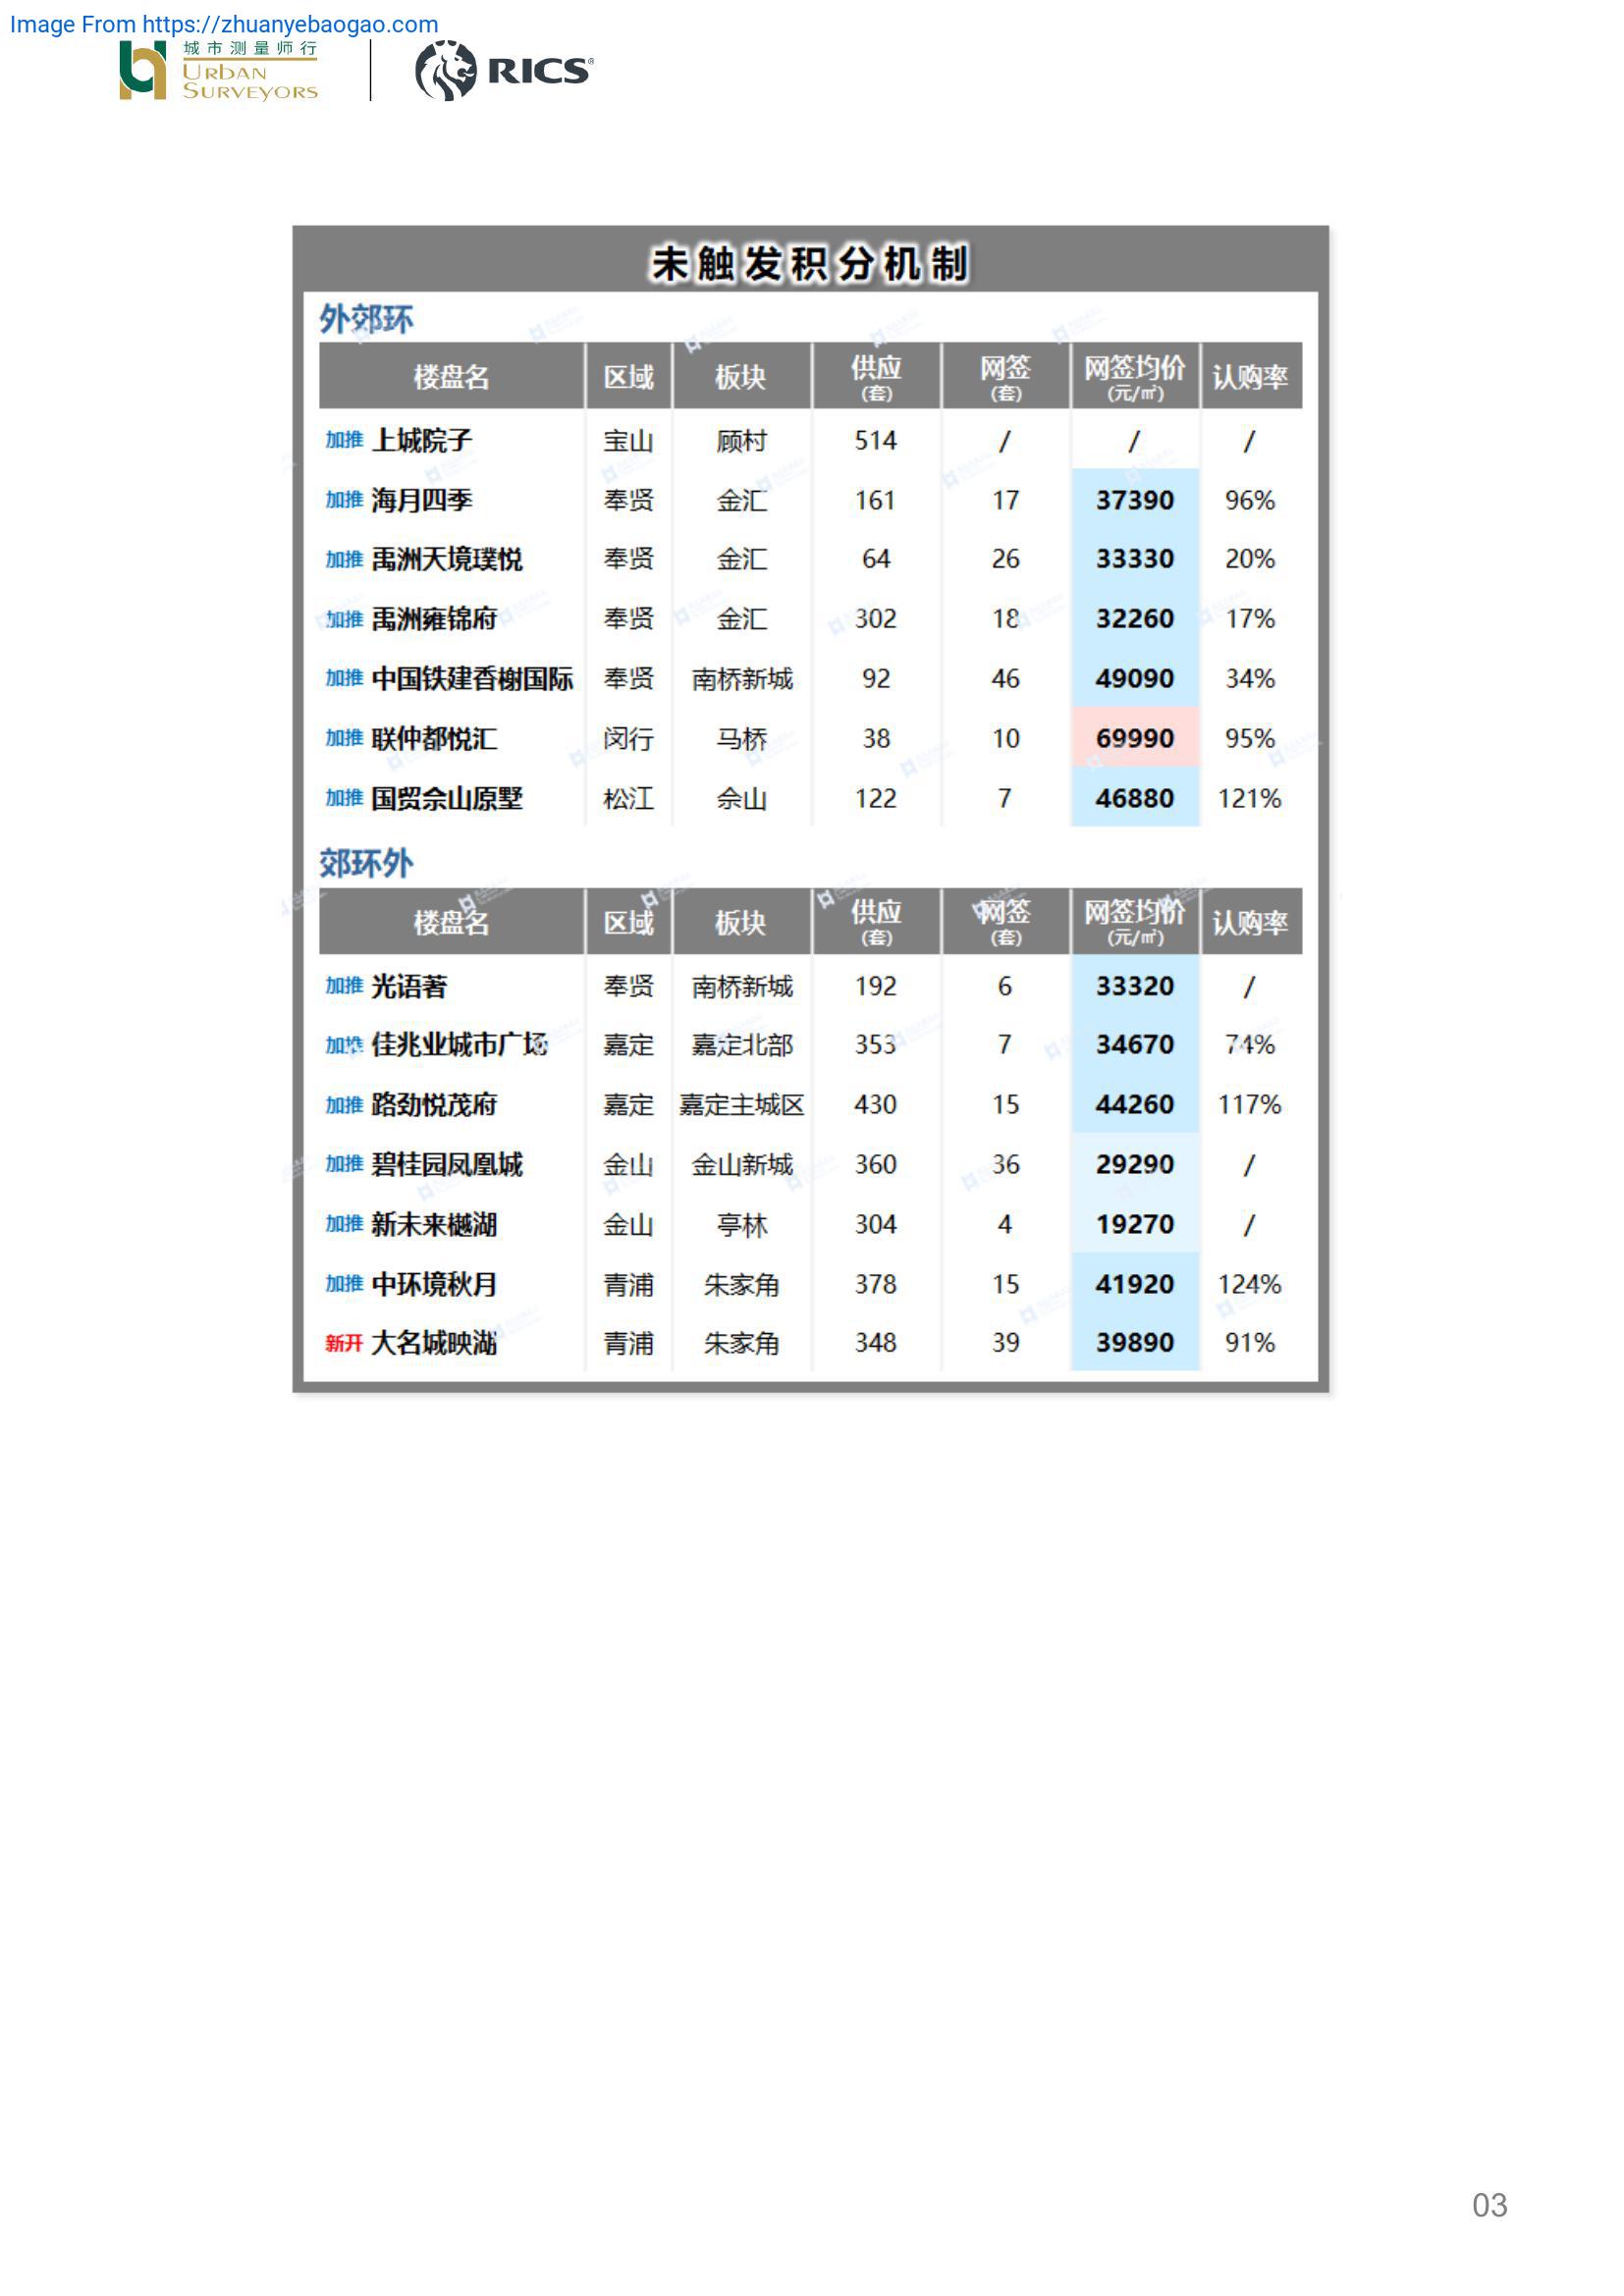 Image From https://zhuanyebaogao.com
城市测量师行
URBAN
SURVEYORS
RICS®
未触发积分机制
外郊环
楼盘名 区域 板块 供应(套) 网签(套) 网签均价(元/㎡) 认购率
加推 上城院子 宝山 顾村 514 / / /
加推 海月四季 奉贤 金汇 161 17 37390 96%
加推 禹洲天境璞悦 奉贤 金汇 64 26 33330 20%
加推 禹洲雍锦府 奉贤 金汇 302 18 32260 17%
加推 中国铁建香榭国际 奉贤 南桥新城 92 46 49090 34%
加推 联仲都悦汇 闵行 马桥 38 10 69990 95%
加推 国贸佘山原墅 松江 佘山 122 7 46880 121%
郊环外
楼盘名 区域 板块 供应(套) 网签(套) 网签均价(元/㎡) 认购率
加推 光语著 奉贤 南桥新城 192 6 33320 /
加推 佳兆业城市广场 嘉定 嘉定北部 353 7 34670 74%
加推 路劲悦茂府 嘉定 嘉定主城区 430 15 44260 117%
加推 碧桂园凤凰城 金山 金山新城 360 36 29290 /
加推 新未来樾湖 金山 亭林 304 4 19270 /
加推 中环境秋月 青浦 朱家角 378 15 41920 124%
新开 大名城映湖 青浦 朱家角 348 39 39890 91%
03